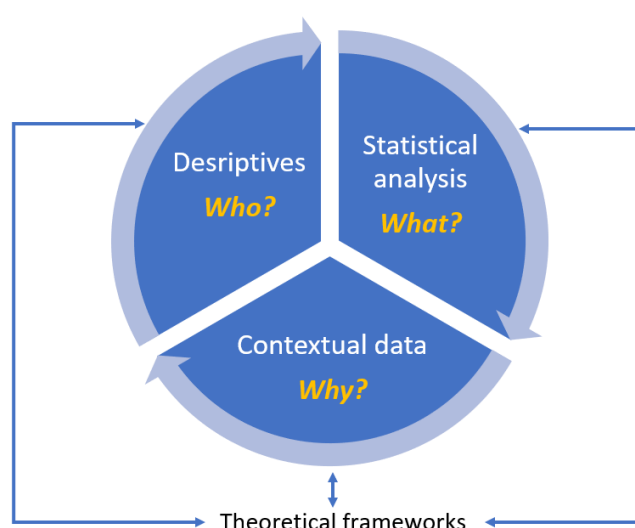 Desriptives
Who?
Statistical
analysis
What?
Contextual data
Why?
Theoretical frameworks